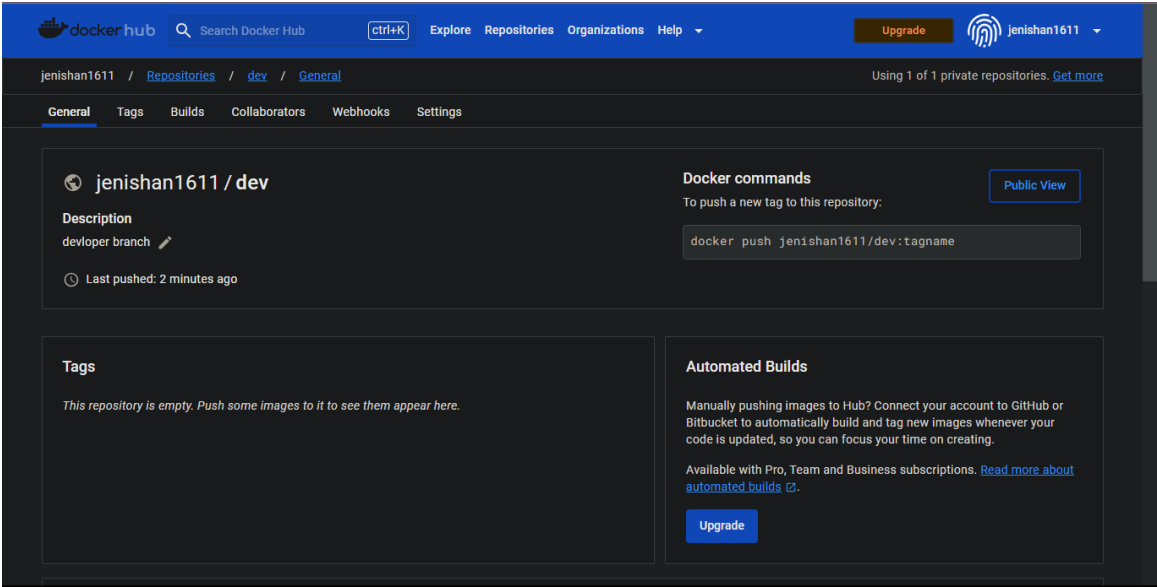 dockerhub Search Docker Hub ctrl+K Explore Repositories Organizations Help Upgrade jenishan1611
jenishan1611 / Repositories / dev / General Using 1 of 1 private repositories. Get more
General Tags Builds Collaborators Webhooks Settings
jenishan1611 / dev
Description
devloper branch
Last pushed: 2 minutes ago
Docker commands
Public View
To push a new tag to this repository:
docker push jenishan1611/dev:tagname
Tags
This repository is empty. Push some images to it to see them appear here.
Automated Builds
Manually pushing images to Hub? Connect your account to GitHub or
Bitbucket to automatically build and tag new images whenever your
code is updated, so you can focus your time on creating.
Available with Pro, Team and Business subscriptions. Read more about
automated builds .
Upgrade